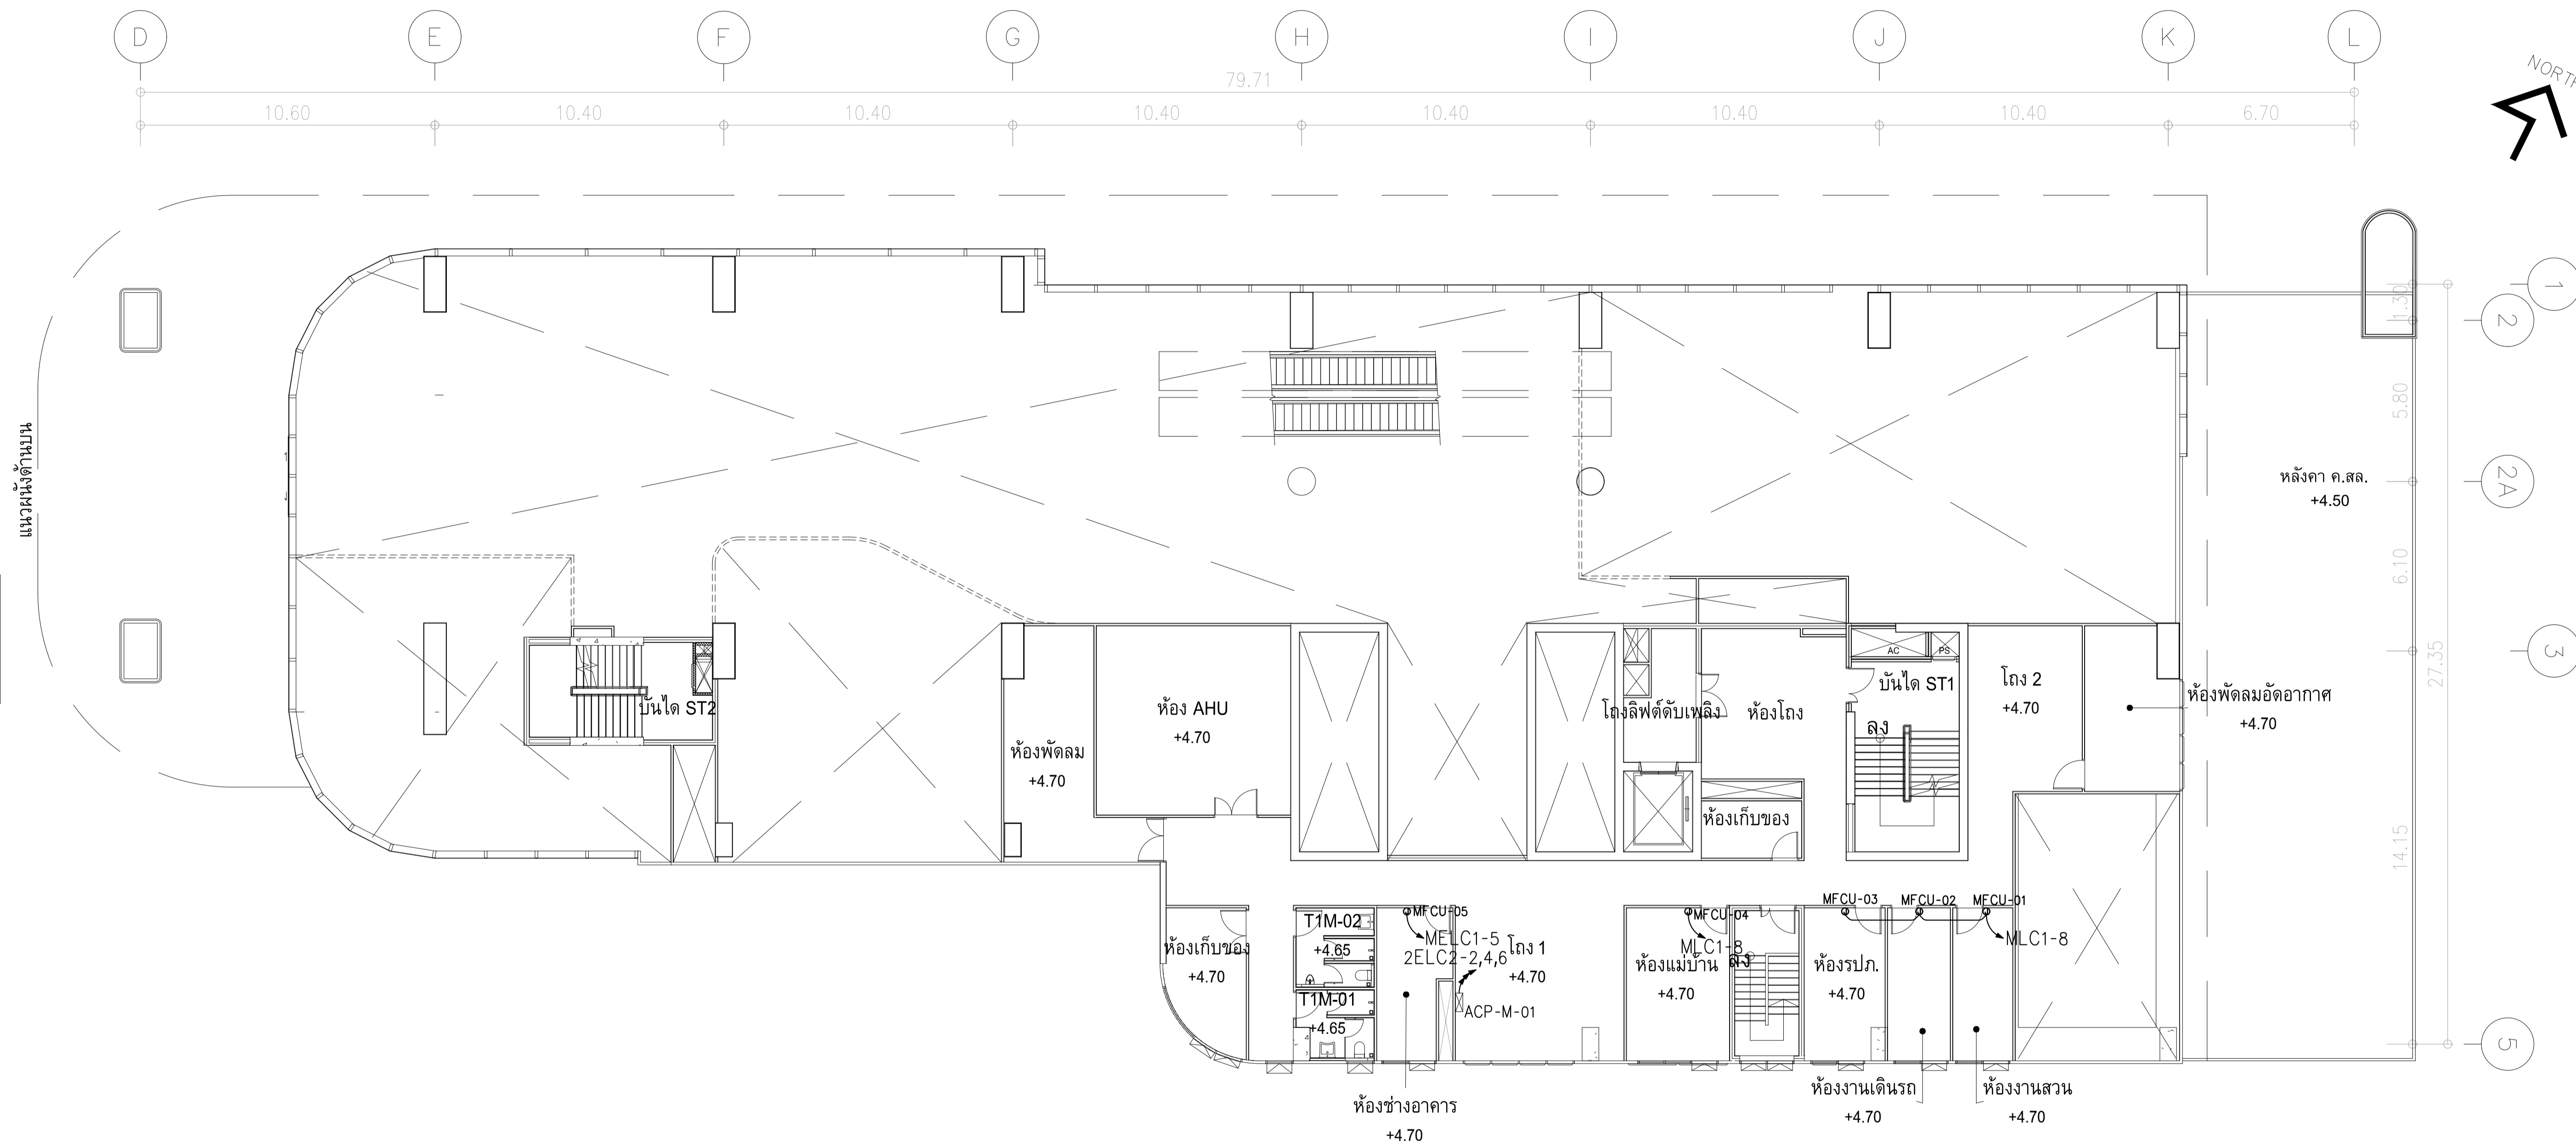 D
E
F
G
H
I
J
K
L
79.71
10.60
10.40
10.40
10.40
10.40
10.40
10.40
6.70
NORTH
1
2
2A
3
5
1.30
5.80
6.10
14.15
27.35
แนวผนังด้านบน
หลังคา ค.สล.
+4.50
บันได ST2
ห้องพัดลม
+4.70
ห้อง AHU
+4.70
โถงลิฟต์ดับเพลิง
ห้องโถง
AC
PS
บันได ST1
ลง
โถง 2
+4.70
ห้องพัดลมอัดอากาศ
+4.70
ห้องเก็บของ
MFCU-03
MFCU-02
MFCU-01
MFCU-05
MFCU-04
T1M-02
+4.65
MELC1-5
2ELC2-2,4,6
MLC1-8
MLC1-8
ห้องเก็บของ
+4.70
โถง 1
+4.70
ห้องแม่บ้าน
+4.70
ลง
ห้องรปภ.
+4.70
T1M-01
+4.65
ACP-M-01
ห้องช่างอาคาร
+4.70
ห้องงานเดินรถ
+4.70
ห้องงานสวน
+4.70